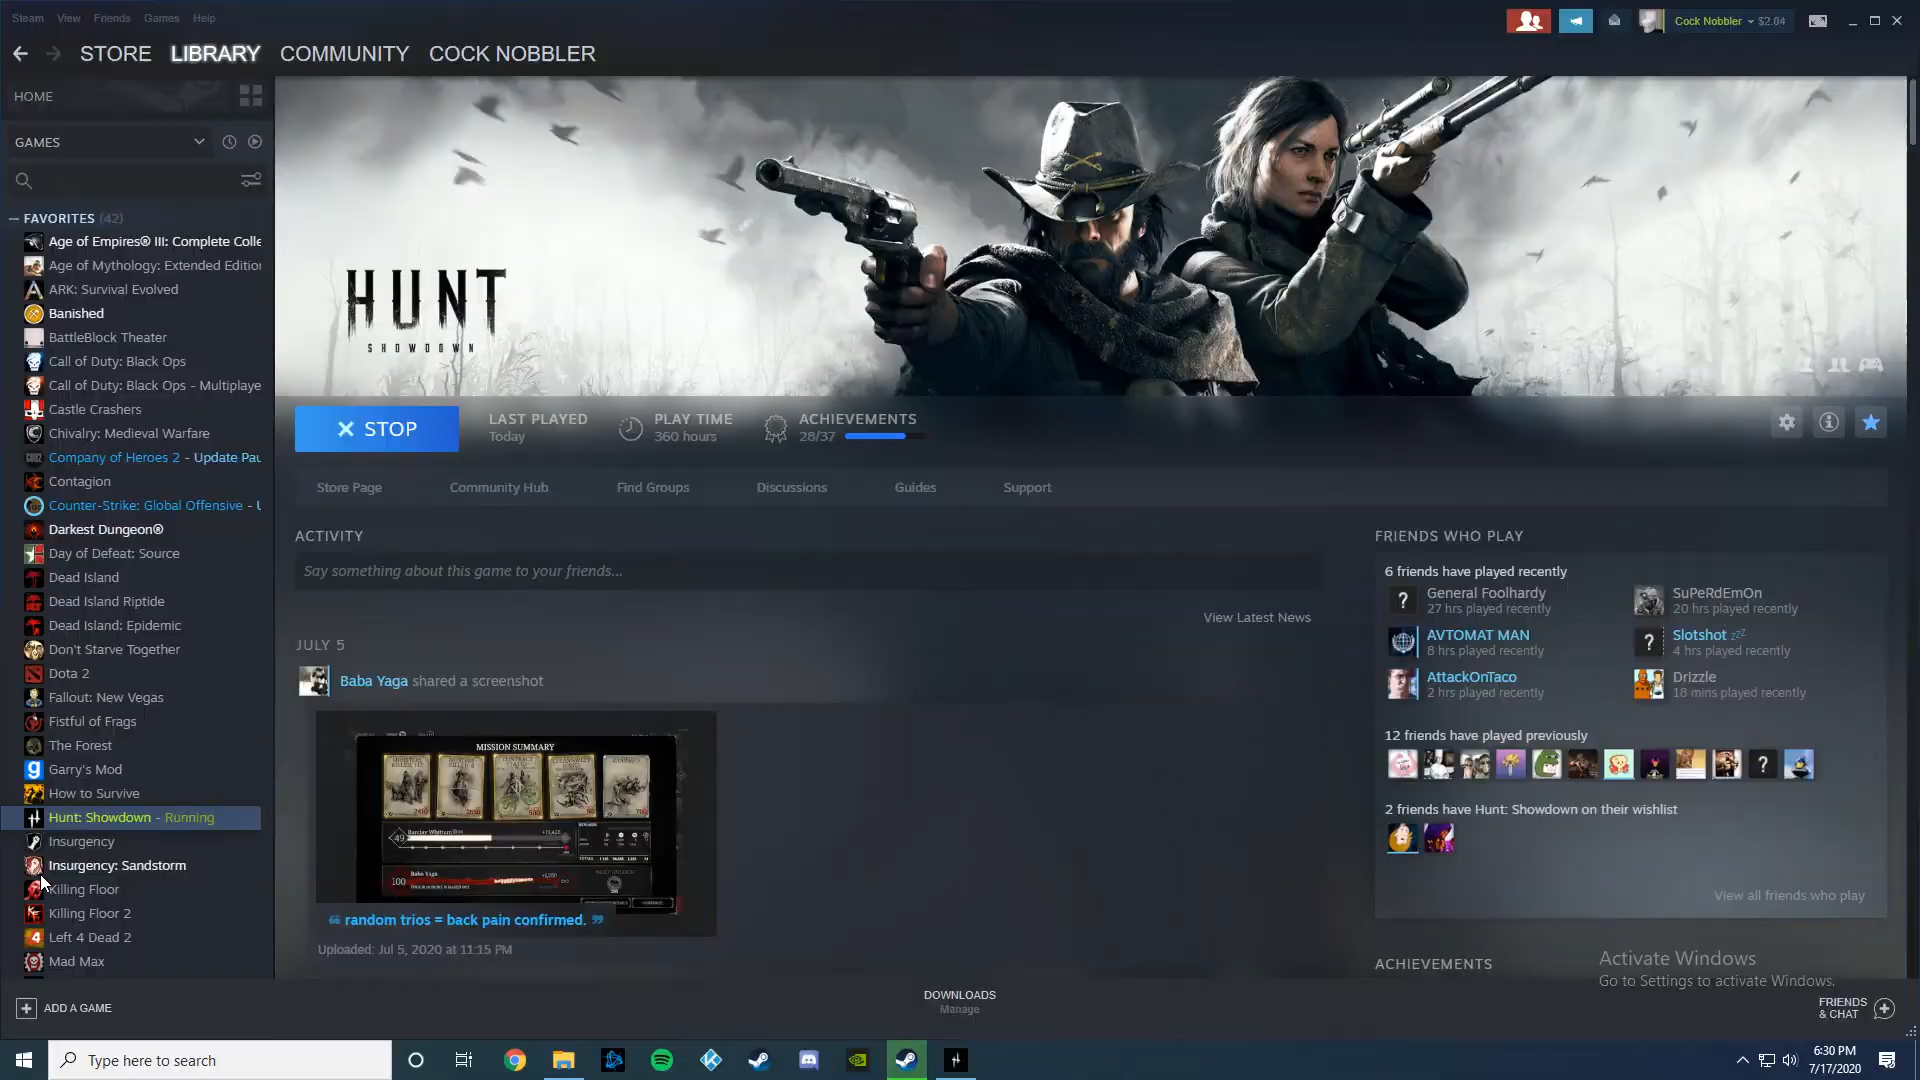 Steam View Friends Games Help
Cock Nobbler $2.04
STORE LIBRARY COMMUNITY COCK NOBBLER
HOME
GAMES
FAVORITES (42)
Age of Empires® III: Complete Colle
Age of Mythology: Extended Edition
ARK: Survival Evolved
Banished
BattleBlock Theater
Call of Duty: Black Ops
Call of Duty: Black Ops - Multiplaye
Castle Crashers
Chivalry: Medieval Warfare
Company of Heroes 2 - Update Pau
Contagion
Counter-Strike: Global Offensive - U
Darkest Dungeon®
Day of Defeat: Source
Dead Island
Dead Island Riptide
Dead Island: Epidemic
Don't Starve Together
Dota 2
Fallout: New Vegas
Fistful of Frags
The Forest
Garry's Mod
How to Survive
Hunt: Showdown - Running
Insurgency
Insurgency: Sandstorm
Killing Floor
Killing Floor 2
Left 4 Dead 2
Mad Max
ADD A GAME
HUNT
SHOWDOWN
STOP
LAST PLAYED
Today
PLAY TIME
360 hours
ACHIEVEMENTS
28/37
Store Page Community Hub Find Groups Discussions Guides Support
ACTIVITY
Say something about this game to your friends...
View Latest News
JULY 5
Baba Yaga shared a screenshot
MISSION SUMMARY
49
Baba Yaga
100
❝ random trios = back pain confirmed. ❞
Uploaded: Jul 5, 2020 at 11:15 PM
FRIENDS WHO PLAY
6 friends have played recently
General Foolhardy
27 hrs played recently
SuPeRdEmOn
20 hrs played recently
AVTOMAT MAN
8 hrs played recently
Slotshot zzZ
4 hrs played recently
AttackOnTaco
2 hrs played recently
Drizzle
18 mins played recently
12 friends have played previously
2 friends have Hunt: Showdown on their wishlist
View all friends who play
ACHIEVEMENTS
Activate Windows
Go to Settings to activate Windows.
DOWNLOADS
Manage
FRIENDS
& CHAT
Type here to search
6:30 PM
7/17/2020